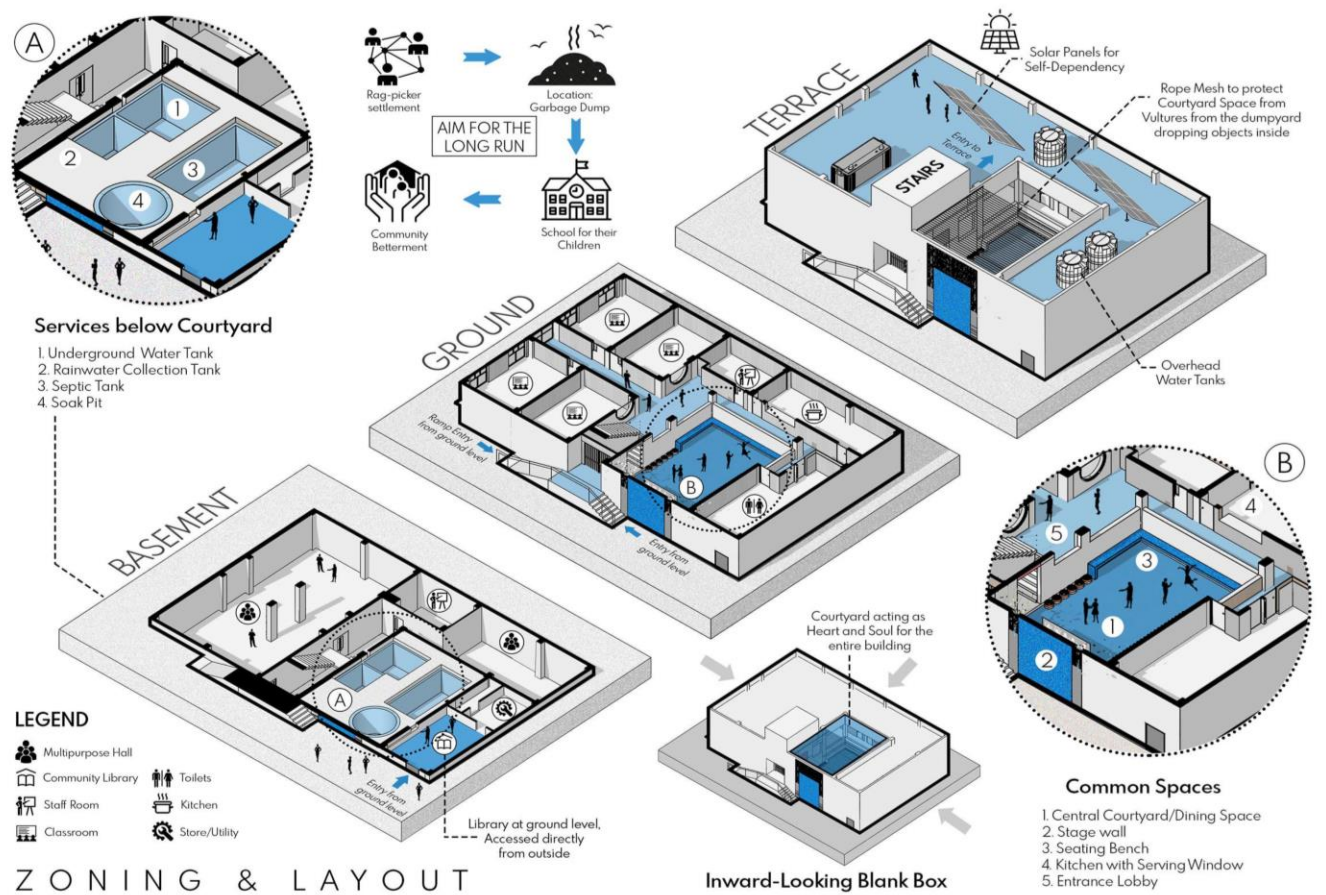 A
1
2
3
4
Services below Courtyard
1. Underground Water Tank
2. Rainwater Collection Tank
3. Septic Tank
4. Soak Pit
Rag-picker
settlement
Location:
Garbage Dump
AIM FOR THE
LONG RUN
Community
Betterment
School for their
Children
TERRACE
Solar Panels for
Self-Dependency
Rope Mesh to protect
Courtyard Space from
Vultures from the dumpyard
dropping objects inside
Entry to
Terrace
STAIRS
Overhead
Water Tanks
GROUND
Ramp Entry
from ground level
B
Entry from
ground level
BASEMENT
A
Entry from
ground level
Library at ground level,
Accessed directly
from outside
LEGEND
Multipurpose Hall
Community Library
Staff Room
Classroom
Toilets
Kitchen
Store/Utility
ZONING & LAYOUT
Courtyard acting as
Heart and Soul for the
entire building
Inward-Looking Blank Box
B
4
5
3
1
2
Common Spaces
1. Central Courtyard/Dining Space
2. Stage wall
3. Seating Bench
4. Kitchen with Serving Window
5. Entrance Lobby